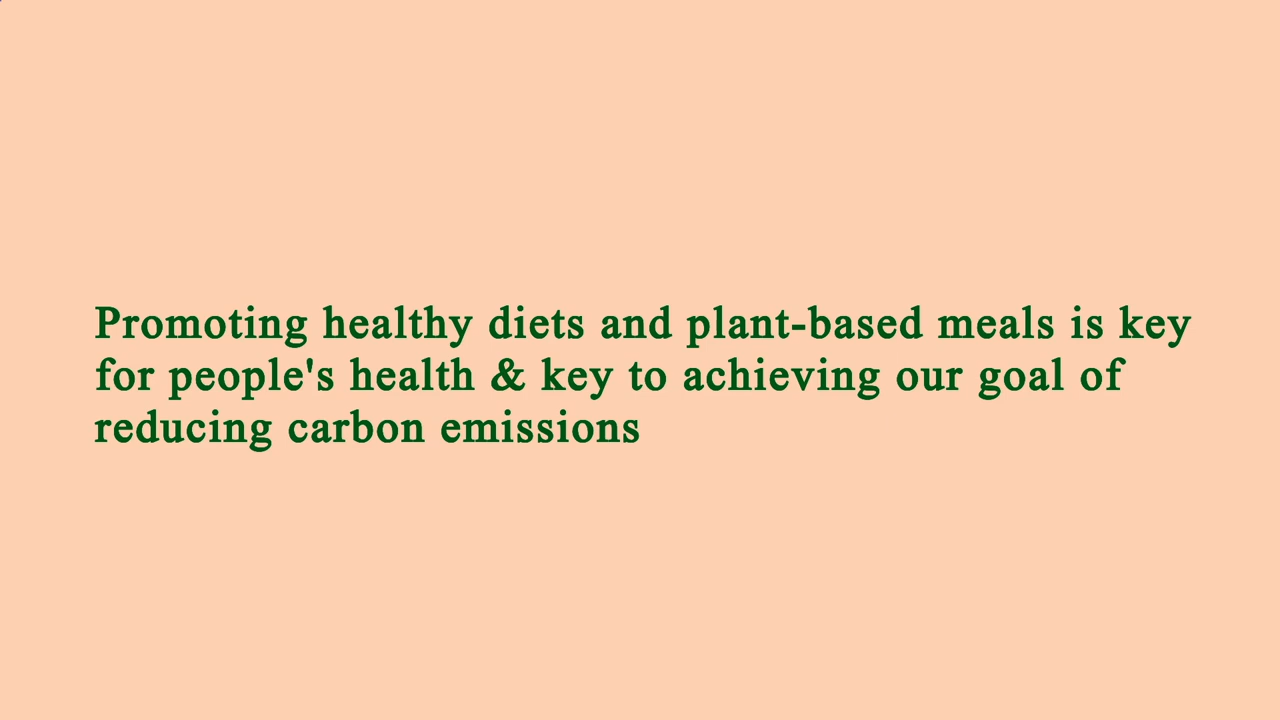 Promoting healthy diets and plant-based meals is key
for people's health & key to achieving our goal of
reducing carbon emissions